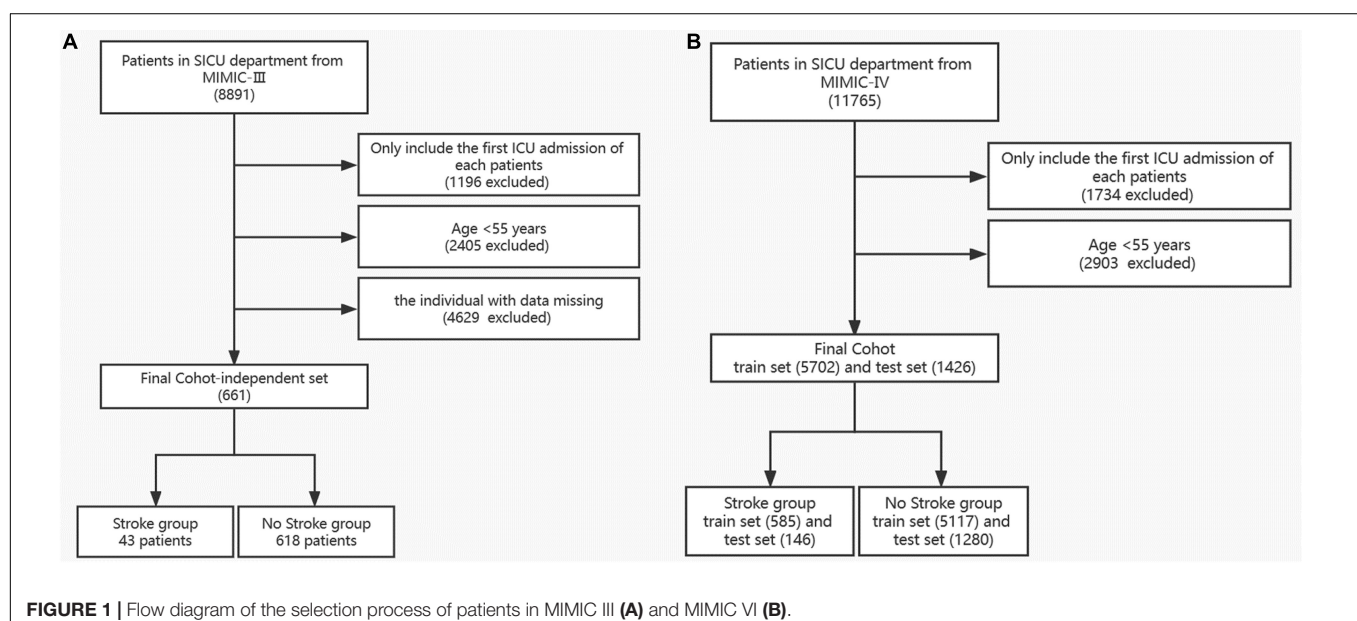 A
Patients in SICU department from
MIMIC-Ⅲ
(8891)
Only include the first ICU admission of
each patients
(1196 excluded)
Age <55 years
(2405 excluded)
the individual with data missing
(4629 excluded)
Final Cohot-independent set
(661)
Stroke group
43 patients
No Stroke group
618 patients
B
Patients in SICU department from
MIMIC-Ⅳ
(11765)
Only include the first ICU admission of
each patients
(1734 excluded)
Age <55 years
(2903 excluded)
Final Cohot
train set (5702) and test set (1426)
Stroke group
train set (585) and
test set (146)
No Stroke group
train set (5117) and
test set (1280)
FIGURE 1 | Flow diagram of the selection process of patients in MIMIC III (A) and MIMIC VI (B).